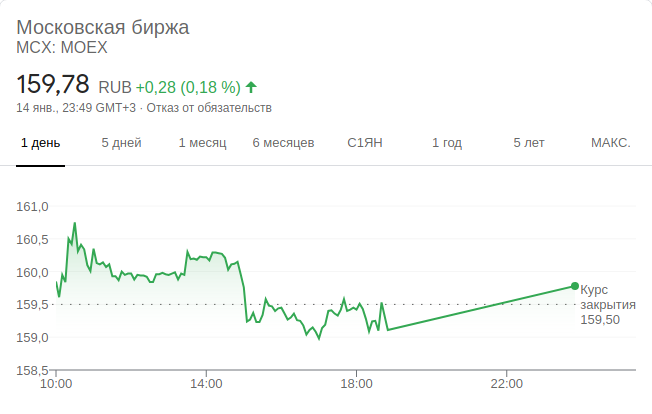 Московская биржа
MCX: MOEX
159,78 RUB +0,28 (0,18 %)
14 янв., 23:49 GMT+3 · Отказ от обязательств
1 день 5 дней 1 месяц 6 месяцев С1ЯН 1 год 5 лет МАКС.
161,0
160,5
160,0
159,5
159,0
158,5
Курс
закрытия
159,50
10:00 14:00 18:00 22:00